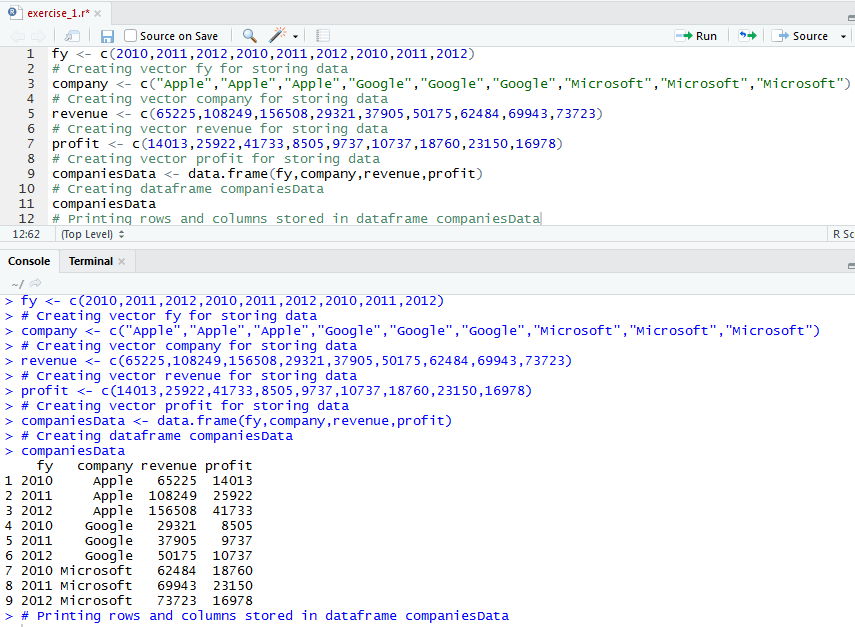 exercise_1.r*
Source on Save
Run
Source
1 fy <- c(2010,2011,2012,2010,2011,2012,2010,2011,2012)
2 # Creating vector fy for storing data
3 company <- c("Apple","Apple","Apple","Google","Google","Google","Microsoft","Microsoft","Microsoft")
4 # Creating vector company for storing data
5 revenue <- c(65225,108249,156508,29321,37905,50175,62484,69943,73723)
6 # Creating vector revenue for storing data
7 profit <- c(14013,25922,41733,8505,9737,10737,18760,23150,16978)
8 # Creating vector profit for storing data
9 companiesData <- data.frame(fy,company,revenue,profit)
10 # Creating dataframe companiesData
11 companiesData
12 # Printing rows and columns stored in dataframe companiesData
12:62 (Top Level) R Sc
Console Terminal
~/
> fy <- c(2010,2011,2012,2010,2011,2012,2010,2011,2012)
> # Creating vector fy for storing data
> company <- c("Apple","Apple","Apple","Google","Google","Google","Microsoft","Microsoft","Microsoft")
> # Creating vector company for storing data
> revenue <- c(65225,108249,156508,29321,37905,50175,62484,69943,73723)
> # Creating vector revenue for storing data
> profit <- c(14013,25922,41733,8505,9737,10737,18760,23150,16978)
> # Creating vector profit for storing data
> companiesData <- data.frame(fy,company,revenue,profit)
> # Creating dataframe companiesData
> companiesData
fy company revenue profit
1 2010 Apple 65225 14013
2 2011 Apple 108249 25922
3 2012 Apple 156508 41733
4 2010 Google 29321 8505
5 2011 Google 37905 9737
6 2012 Google 50175 10737
7 2010 Microsoft 62484 18760
8 2011 Microsoft 69943 23150
9 2012 Microsoft 73723 16978
> # Printing rows and columns stored in dataframe companiesData